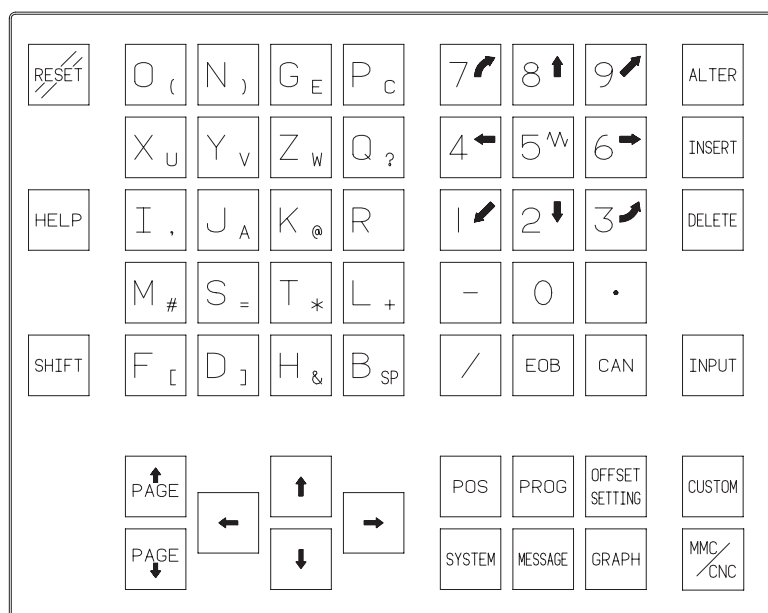 RESET O ( N ) G E P C 7 8 9 ALTER
X U Y V Z W Q ? 4 5 6 INSERT
HELP I , J A K @ R 1 2 3 DELETE
M # S = T * L + - 0 .
SHIFT F [ D ] H & B SP / EOB CAN INPUT
PAGE POS PROG OFFSET SETTING CUSTOM
PAGE SYSTEM MESSAGE GRAPH MMC/CNC